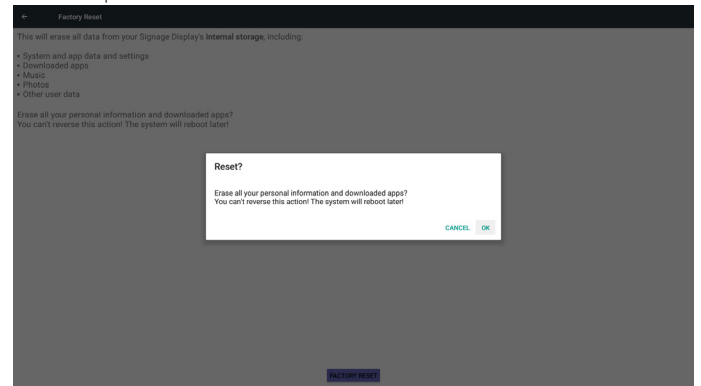 ← Factory Reset
This will erase all data from your Signage Display's internal storage, including:
• System and app data and settings
• Downloaded apps
• Music
• Photos
• Other user data
Erase all your personal information and downloaded apps?
You can't reverse this action! The system will reboot later!
Reset?
Erase all your personal information and downloaded apps?
You can't reverse this action! The system will reboot later!
CANCEL OK
FACTORY RESET